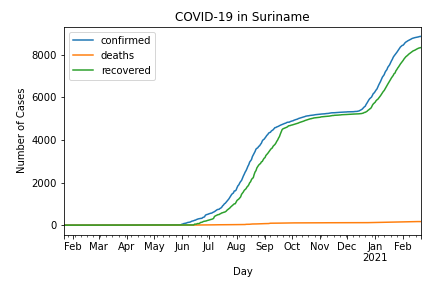 COVID-19 in Suriname
confirmed
deaths
recovered
Number of Cases
8000
6000
4000
2000
0
Feb Mar Apr May Jun Jul Aug Sep Oct Nov Dec Jan Feb
2021
Day